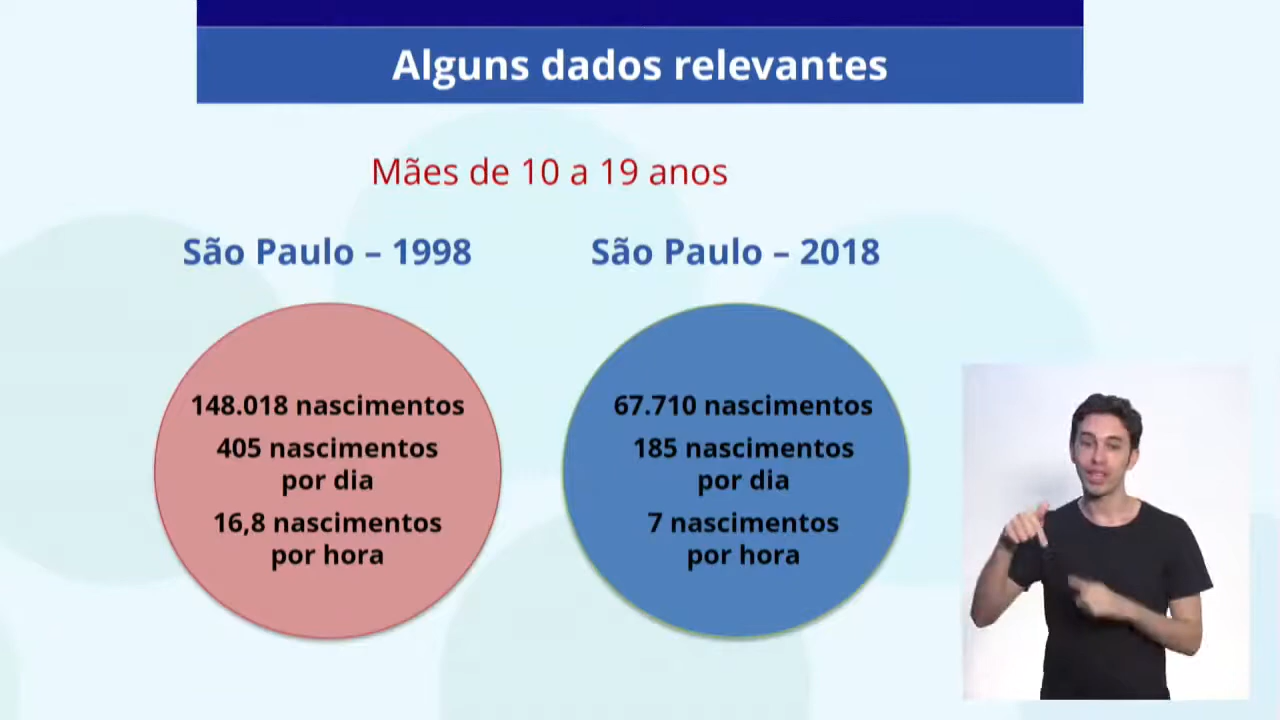 Alguns dados relevantes
Mães de 10 a 19 anos
São Paulo – 1998
São Paulo – 2018
148.018 nascimentos
405 nascimentos
por dia
16,8 nascimentos
por hora
67.710 nascimentos
185 nascimentos
por dia
7 nascimentos
por hora